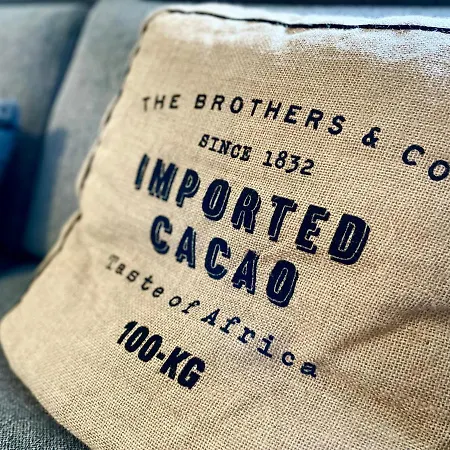 THE BROTHERS & CO
SINCE 1832
IMPORTED
CACAO
Taste of Africa
100-KG